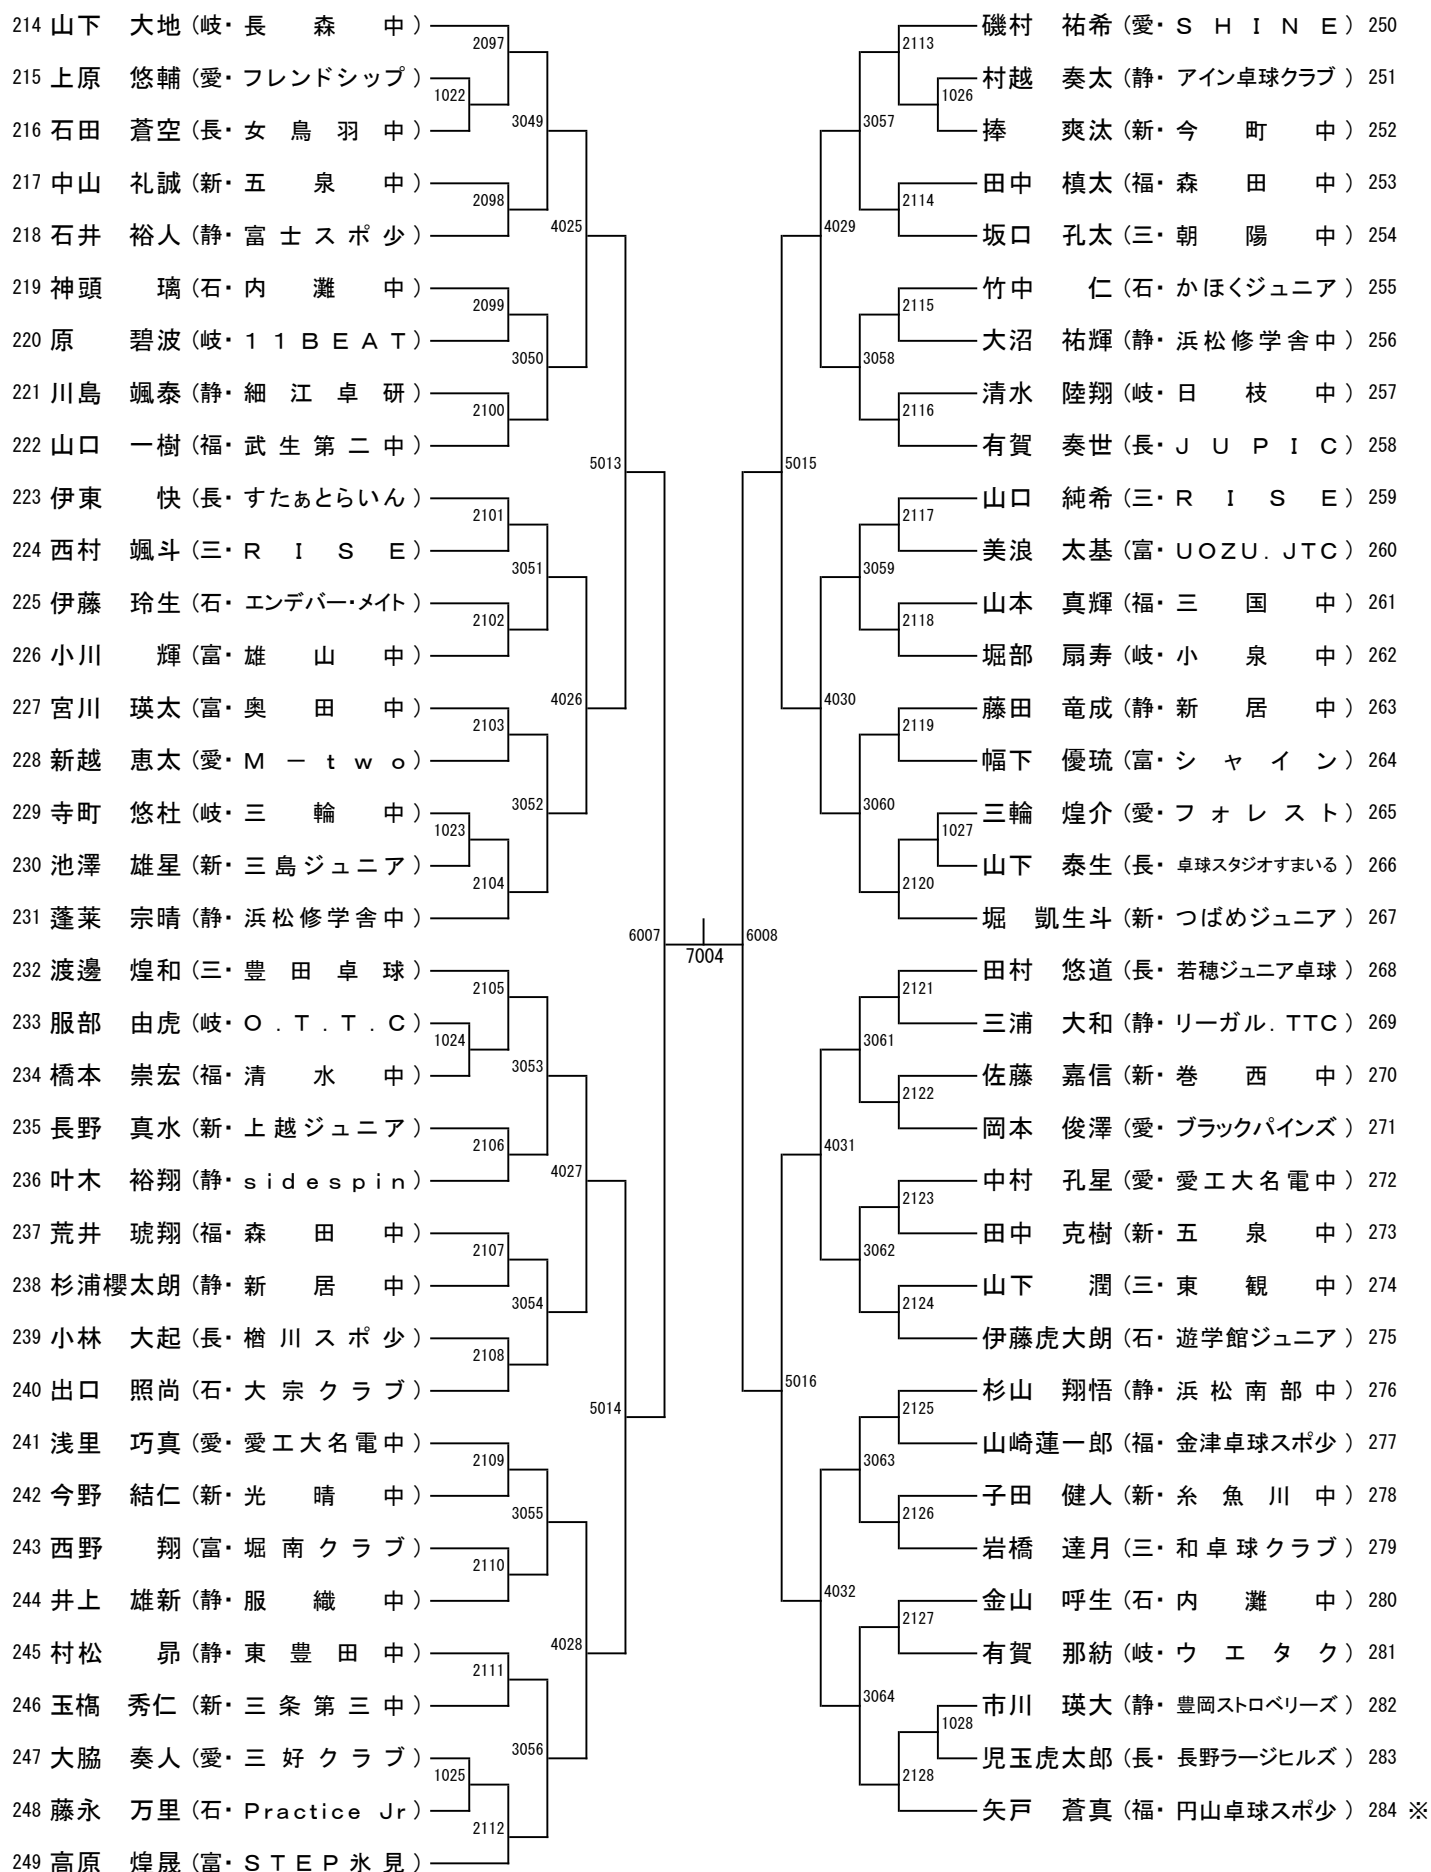 214 山下 大地 (岐・長森中)
215 上原 悠輔 (愛・フレンドシップ)
216 石田 蒼空 (長・女鳥羽中)
217 中山 礼誠 (新・五泉中)
218 石井 裕人 (静・富士スポ少)
219 神頭 璃 (石・内灘中)
220 原 碧波 (岐・11BEAT)
221 川島 颯泰 (静・細江卓研)
222 山口 一樹 (福・武生第二中)
223 伊東 快 (長・すたぁとらいん)
224 西村 颯斗 (三・RISE)
225 伊藤 玲生 (石・エンデバー・メイト)
226 小川 輝 (富・雄山中)
227 宮川 瑛太 (富・奥田中)
228 新越 恵太 (愛・M－two)
229 寺町 悠杜 (岐・三輪中)
230 池澤 雄星 (新・三島ジュニア)
231 蓬莱 宗晴 (静・浜松修学舎中)
232 渡邊 煌和 (三・豊田卓球)
233 服部 由虎 (岐・O.T.T.C)
234 橋本 崇宏 (福・清水中)
235 長野 真水 (新・上越ジュニア)
236 叶木 裕翔 (静・sidespin)
237 荒井 琥翔 (福・森田中)
238 杉浦櫻太朗 (静・新居中)
239 小林 大起 (長・楢川スポ少)
240 出口 照尚 (石・大宗クラブ)
241 浅里 巧真 (愛・愛工大名電中)
242 今野 結仁 (新・光晴中)
243 西野 翔 (富・堀南クラブ)
244 井上 雄新 (静・服織中)
245 村松 昴 (静・東豊田中)
246 玉橋 秀仁 (新・三条第三中)
247 大脇 奏人 (愛・三好クラブ)
248 藤永 万里 (石・Practice Jr)
249 高原 煌晟 (富・STEP氷見)
2097
1022
3049
2098
4025
2099
3050
2100
5013
2101
3051
2102
4026
2103
3052
1023
2104
6007
2105
1024
3053
2106
4027
2107
3054
2108
5014
2109
3055
2110
4028
2111
3056
1025
2112
7004
6008
2113
1026
3057
2114
4029
2115
3058
2116
5015
2117
3059
2118
4030
2119
3060
1027
2120
2121
3061
2122
4031
2123
3062
2124
5016
2125
3063
2126
4032
2127
3064
1028
2128
磯村 祐希 (愛・SHINE) 250
村越 奏太 (静・アイン卓球クラブ) 251
捧 爽汰 (新・今町中) 252
田中 槙太 (福・森田中) 253
坂口 孔太 (三・朝陽中) 254
竹中 仁 (石・かほくジュニア) 255
大沼 祐輝 (静・浜松修学舎中) 256
清水 陸翔 (岐・日枝中) 257
有賀 奏世 (長・JUPIC) 258
山口 純希 (三・RISE) 259
美浪 太基 (富・UOZU.JTC) 260
山本 真輝 (福・三国中) 261
堀部 扇寿 (岐・小泉中) 262
藤田 竜成 (静・新居中) 263
幅下 優琉 (富・シャイン) 264
三輪 煌介 (愛・フォレスト) 265
山下 泰生 (長・卓球スタジオすまいる) 266
堀 凱生斗 (新・つばめジュニア) 267
田村 悠道 (長・若穂ジュニア卓球) 268
三浦 大和 (静・リーガル.TTC) 269
佐藤 嘉信 (新・巻西中) 270
岡本 俊澤 (愛・ブラックパインズ) 271
中村 孔星 (愛・愛工大名電中) 272
田中 克樹 (新・五泉中) 273
山下 潤 (三・東観中) 274
伊藤虎大朗 (石・遊学館ジュニア) 275
杉山 翔悟 (静・浜松南部中) 276
山崎蓮一郎 (福・金津卓球スポ少) 277
子田 健人 (新・糸魚川中) 278
岩橋 達月 (三・和卓球クラブ) 279
金山 呼生 (石・内灘中) 280
有賀 那紡 (岐・ウエタク) 281
市川 瑛大 (静・豊岡ストロベリーズ) 282
児玉虎太郎 (長・長野ラージヒルズ) 283
矢戸 蒼真 (福・円山卓球スポ少) 284 ※